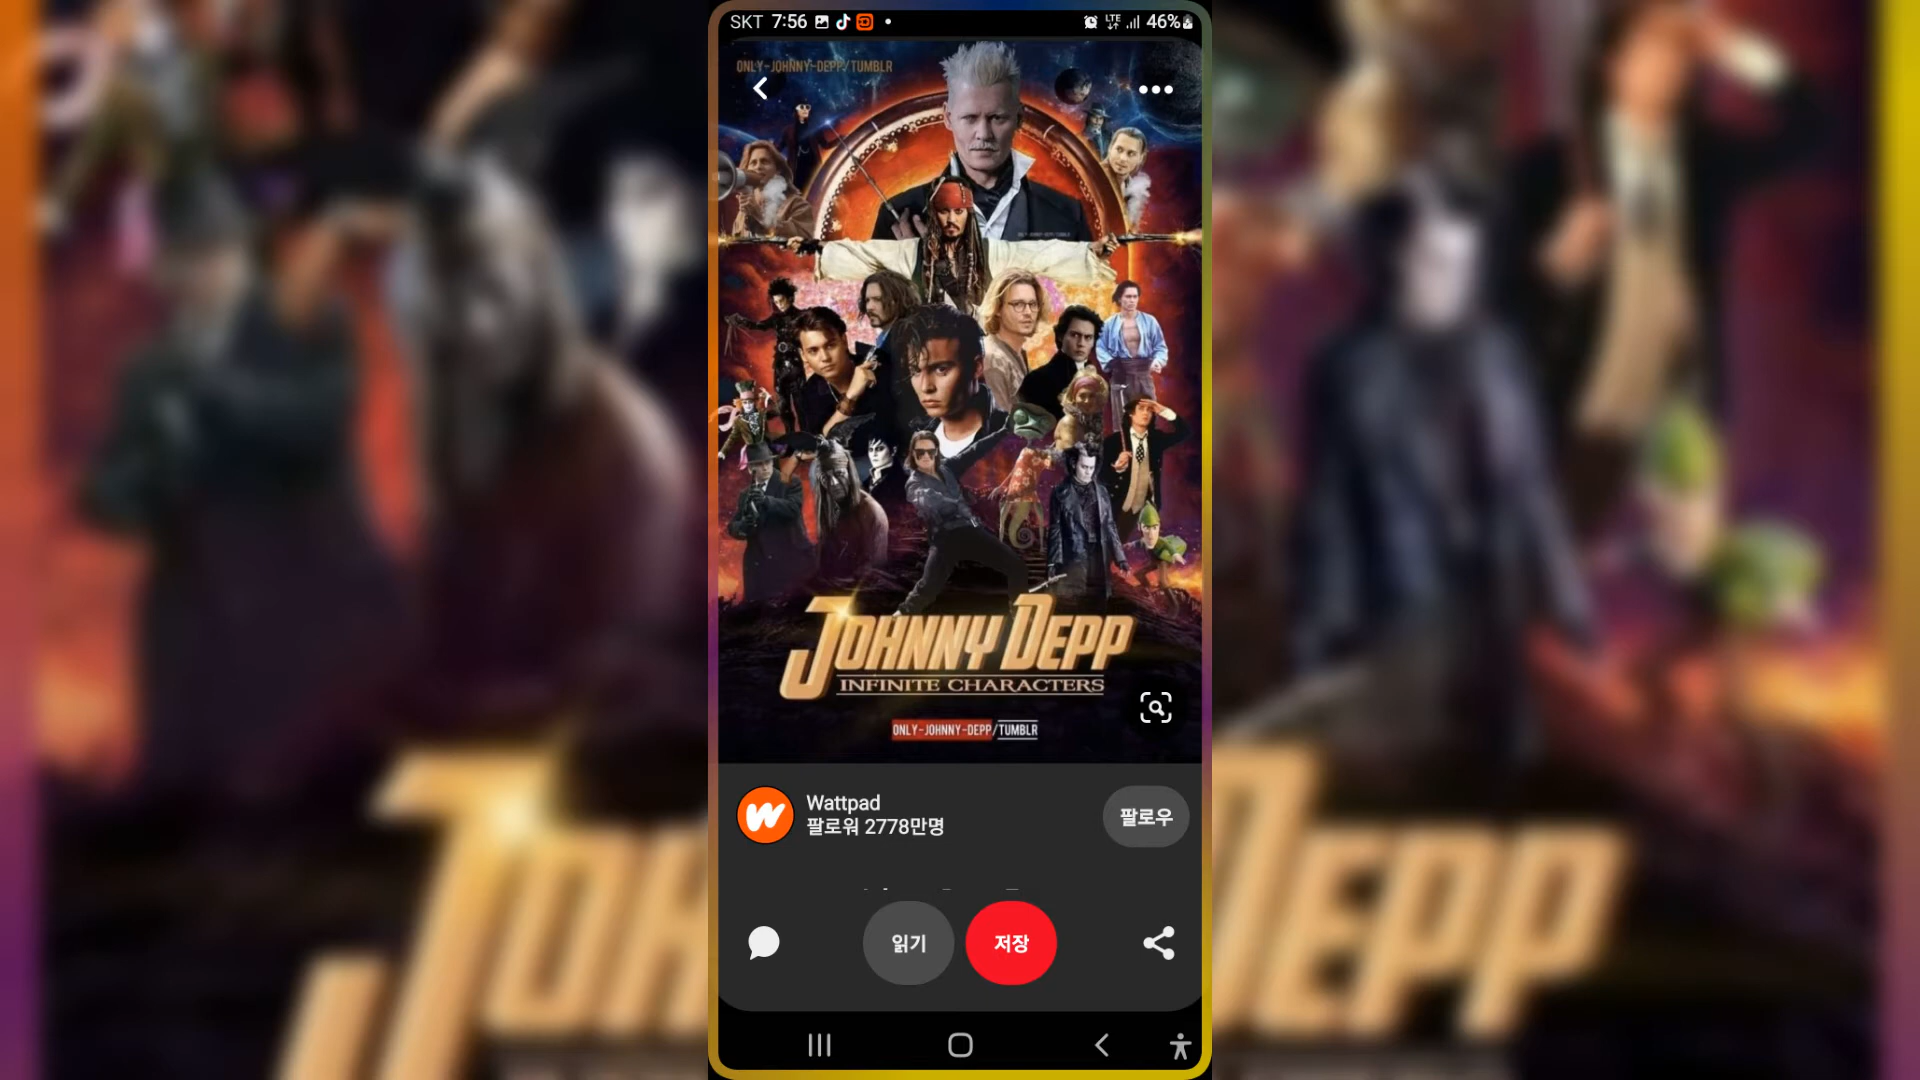 SKT 7:56
LTE 46%
ONLY-JOHNNY-DEPP/TUMBLR
JOHNNY DEPP
INFINITE CHARACTERS
ONLY-JOHNNY-DEPP/TUMBLR
Wattpad
팔로워 2778만명
팔로우
읽기
저장